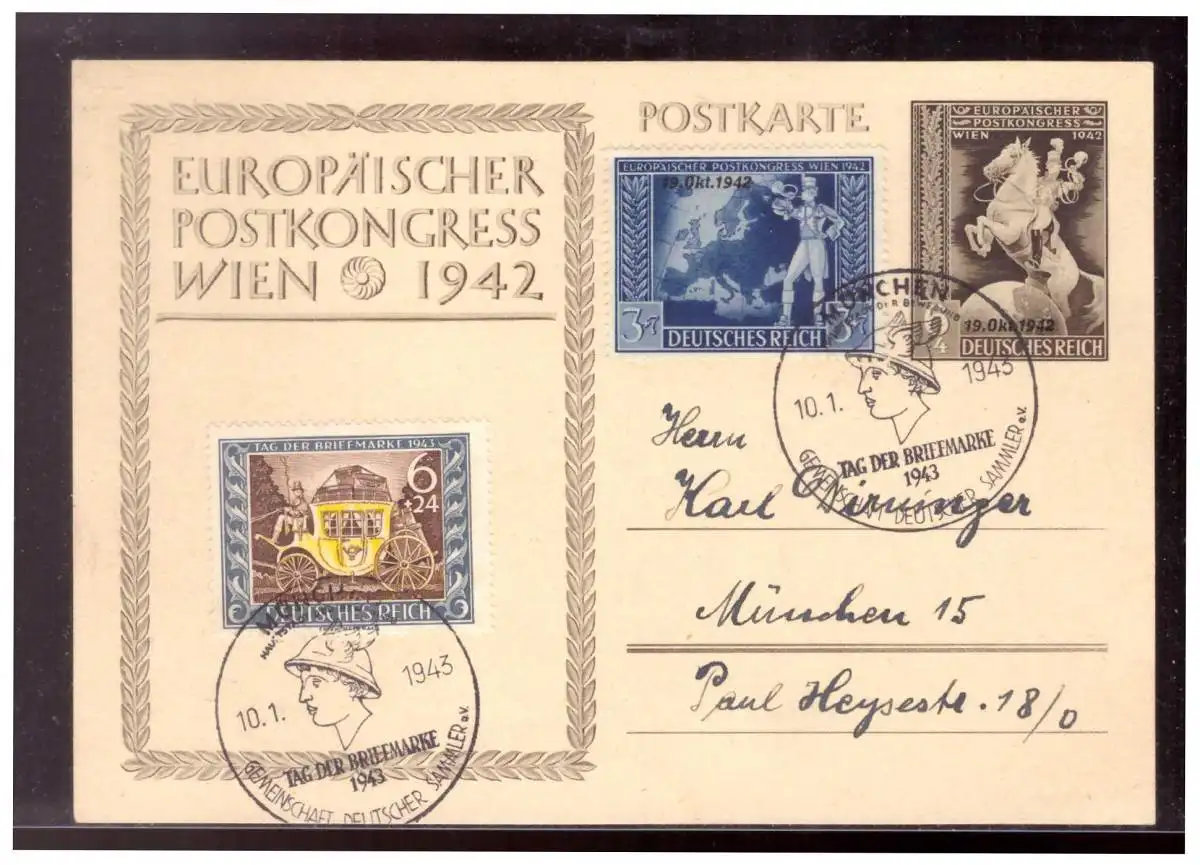 POSTKARTE
EUROPÄISCHER
POSTKONGRESS
WIEN 1942
EUROPÄISCHER POSTKONGRESS WIEN 1942
19.Okt.1942
3 3
DEUTSCHES REICH
EUROPÄISCHER
POSTKONGRESS
WIEN 1942
19.Okt.1942
DEUTSCHES REICH
MÜNCHEN
DER BEWEGUNG
10.1. 1943
TAG DER BRIEFMARKE
1943
GEMEINSCHAFT DEUTSCHER SAMMLER e.V.
Herrn
Karl
München 15
Paul Heysestr. 18/0
TAG DER BRIEFMARKE 1943
6
+24
DEUTSCHES REICH
10.1. 1943
TAG DER BRIEFMARKE
1943
GEMEINSCHAFT DEUTSCHER SAMMLER e.V.